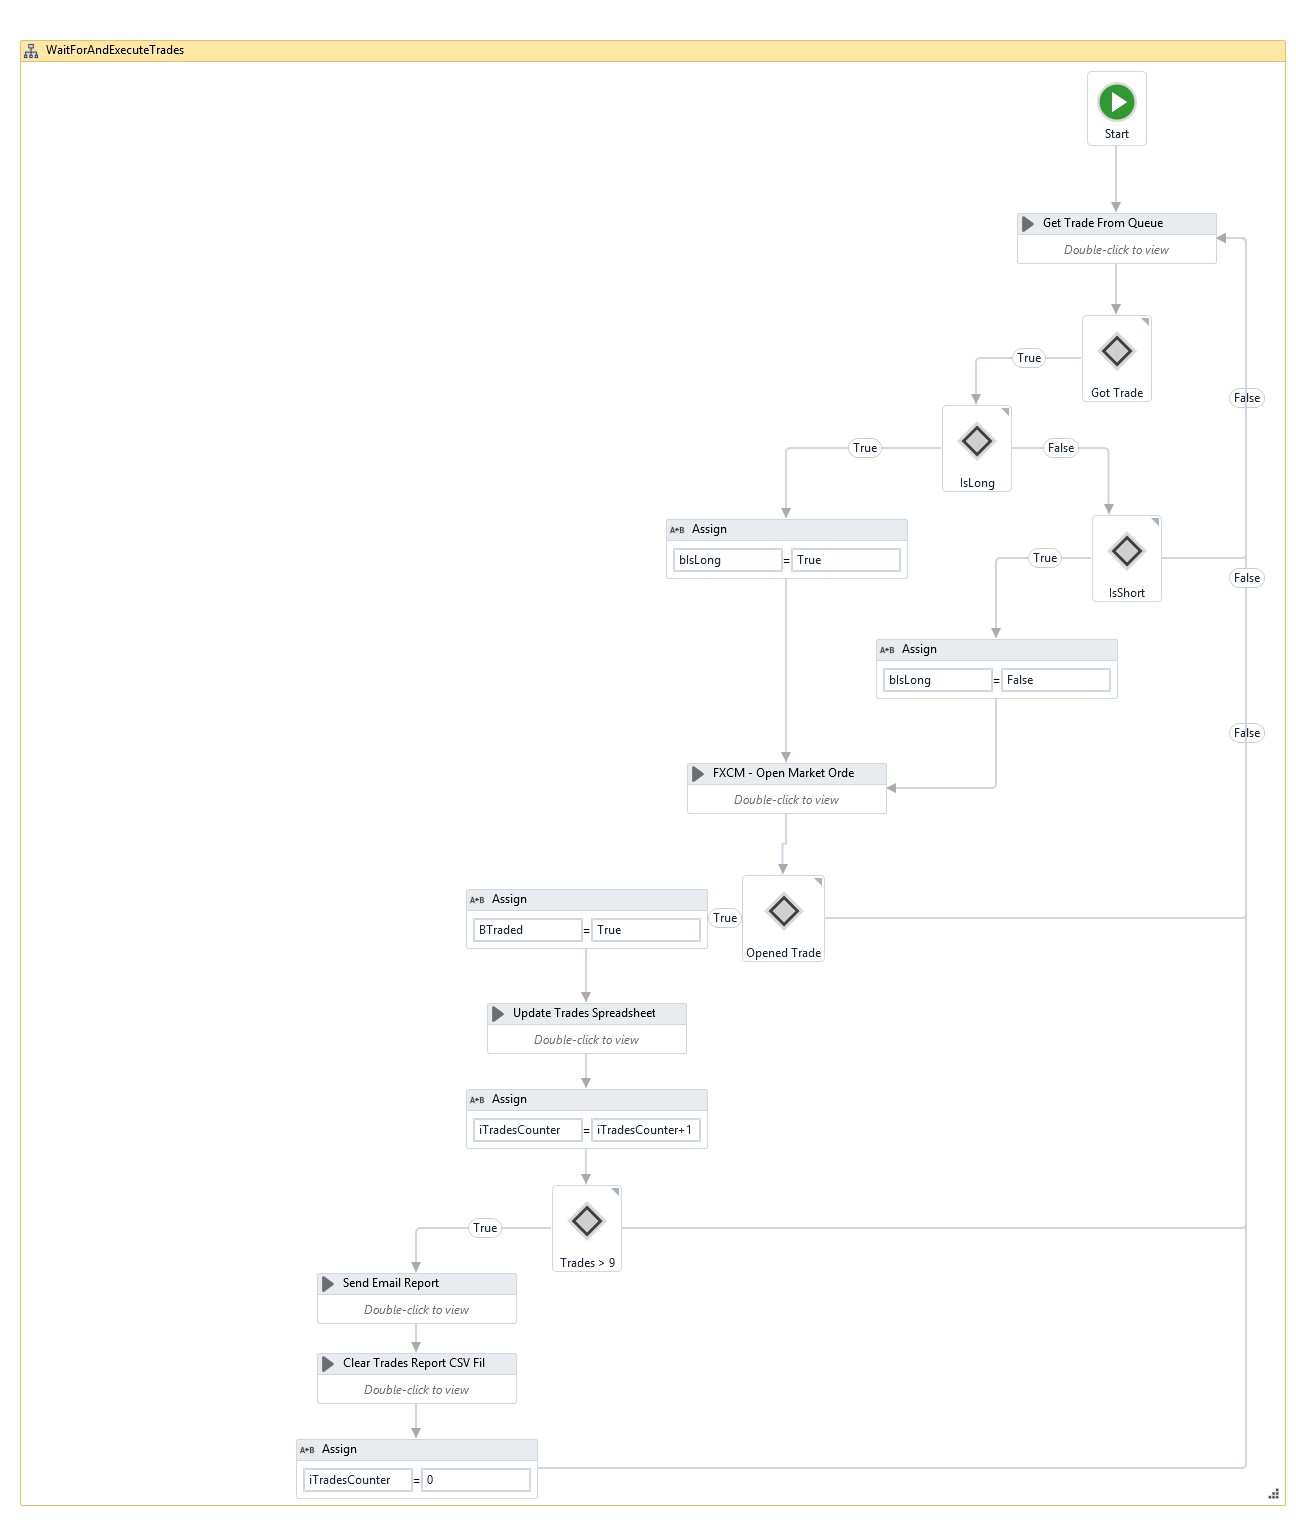 WaitForAndExecuteTrades
Start
Get Trade From Queue
Double-click to view
Got Trade
True
False
IsLong
True
False
Assign
bIsLong = True
IsShort
True
False
Assign
bIsLong = False
False
FXCM - Open Market Orde
Double-click to view
Opened Trade
True
Assign
BTraded = True
Update Trades Spreadsheet
Double-click to view
Assign
iTradesCounter = iTradesCounter+1
Trades > 9
True
Send Email Report
Double-click to view
Clear Trades Report CSV Fil
Double-click to view
Assign
iTradesCounter = 0